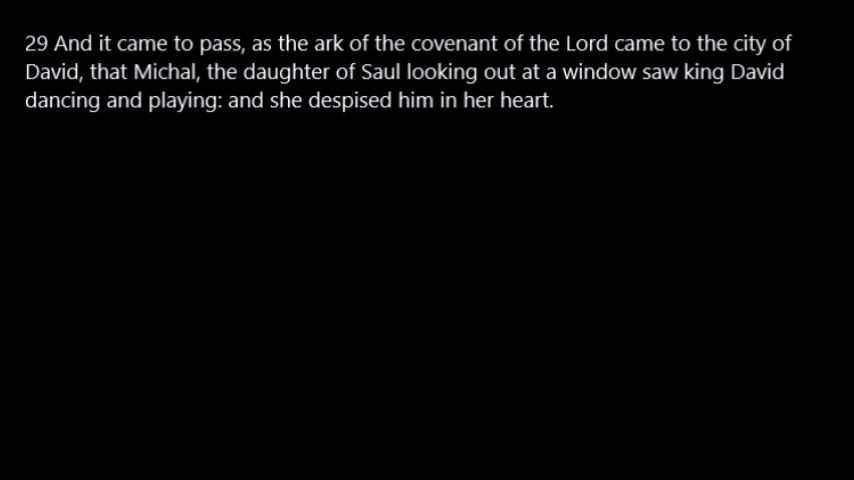 29 And it came to pass, as the ark of the covenant of the Lord came to the city of
David, that Michal, the daughter of Saul looking out at a window saw king David
dancing and playing: and she despised him in her heart.